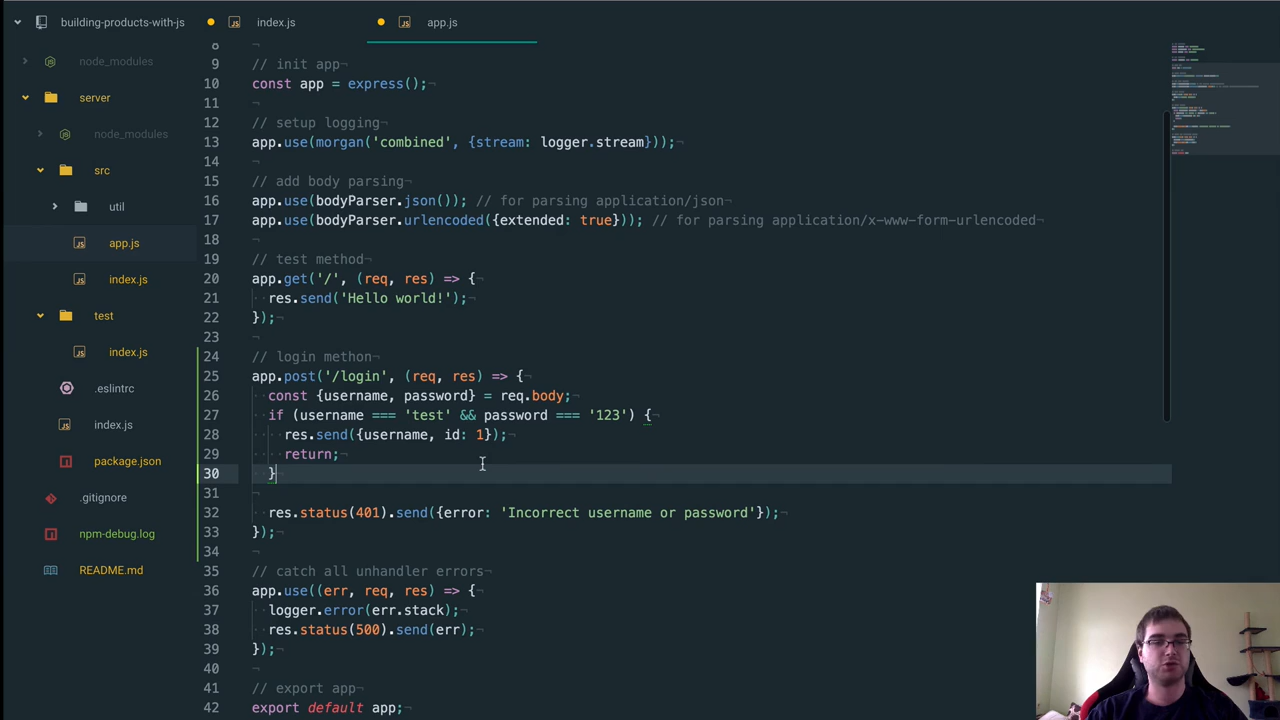 building-products-with-js
index.js
app.js
node_modules
server
node_modules
src
util
app.js
index.js
test
index.js
.eslintrc
index.js
package.json
.gitignore
npm-debug.log
README.md
8
9 // init app¬
10 const app = express();¬
11 ¬
12 // setup logging¬
13 app.use(morgan('combined', {stream: logger.stream}));¬
14 ¬
15 // add body parsing¬
16 app.use(bodyParser.json()); // for parsing application/json¬
17 app.use(bodyParser.urlencoded({extended: true})); // for parsing application/x-www-form-urlencoded¬
18 ¬
19 // test method¬
20 app.get('/', (req, res) => {¬
21 res.send('Hello world!');¬
22 });¬
23 ¬
24 // login methon¬
25 app.post('/login', (req, res) => {¬
26 const {username, password} = req.body;¬
27 if (username === 'test' && password === '123') {¬
28 res.send({username, id: 1});¬
29 return;¬
30 }¬
31 ¬
32 res.status(401).send({error: 'Incorrect username or password'});¬
33 });¬
34 ¬
35 // catch all unhandler errors¬
36 app.use((err, req, res) => {¬
37 logger.error(err.stack);¬
38 res.status(500).send(err);¬
39 });¬
40 ¬
41 // export app¬
42 export default app;¬